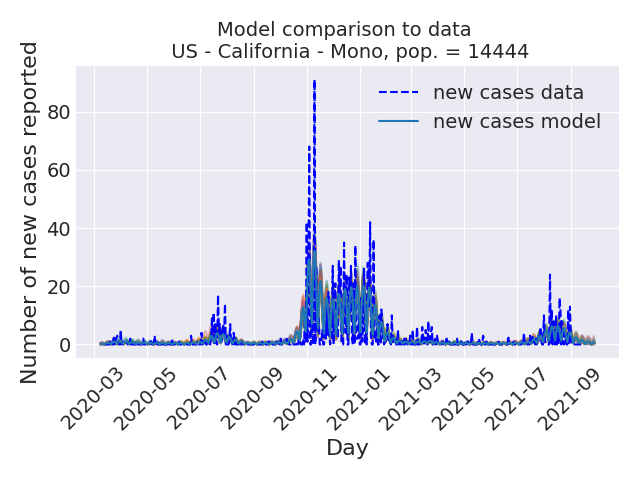 Model comparison to data
US - California - Mono, pop. = 14444
Number of new cases reported
80
60
40
20
0
new cases data
new cases model
2020-03
2020-05
2020-07
2020-09
2020-11
2021-01
2021-03
2021-05
2021-07
2021-09
Day